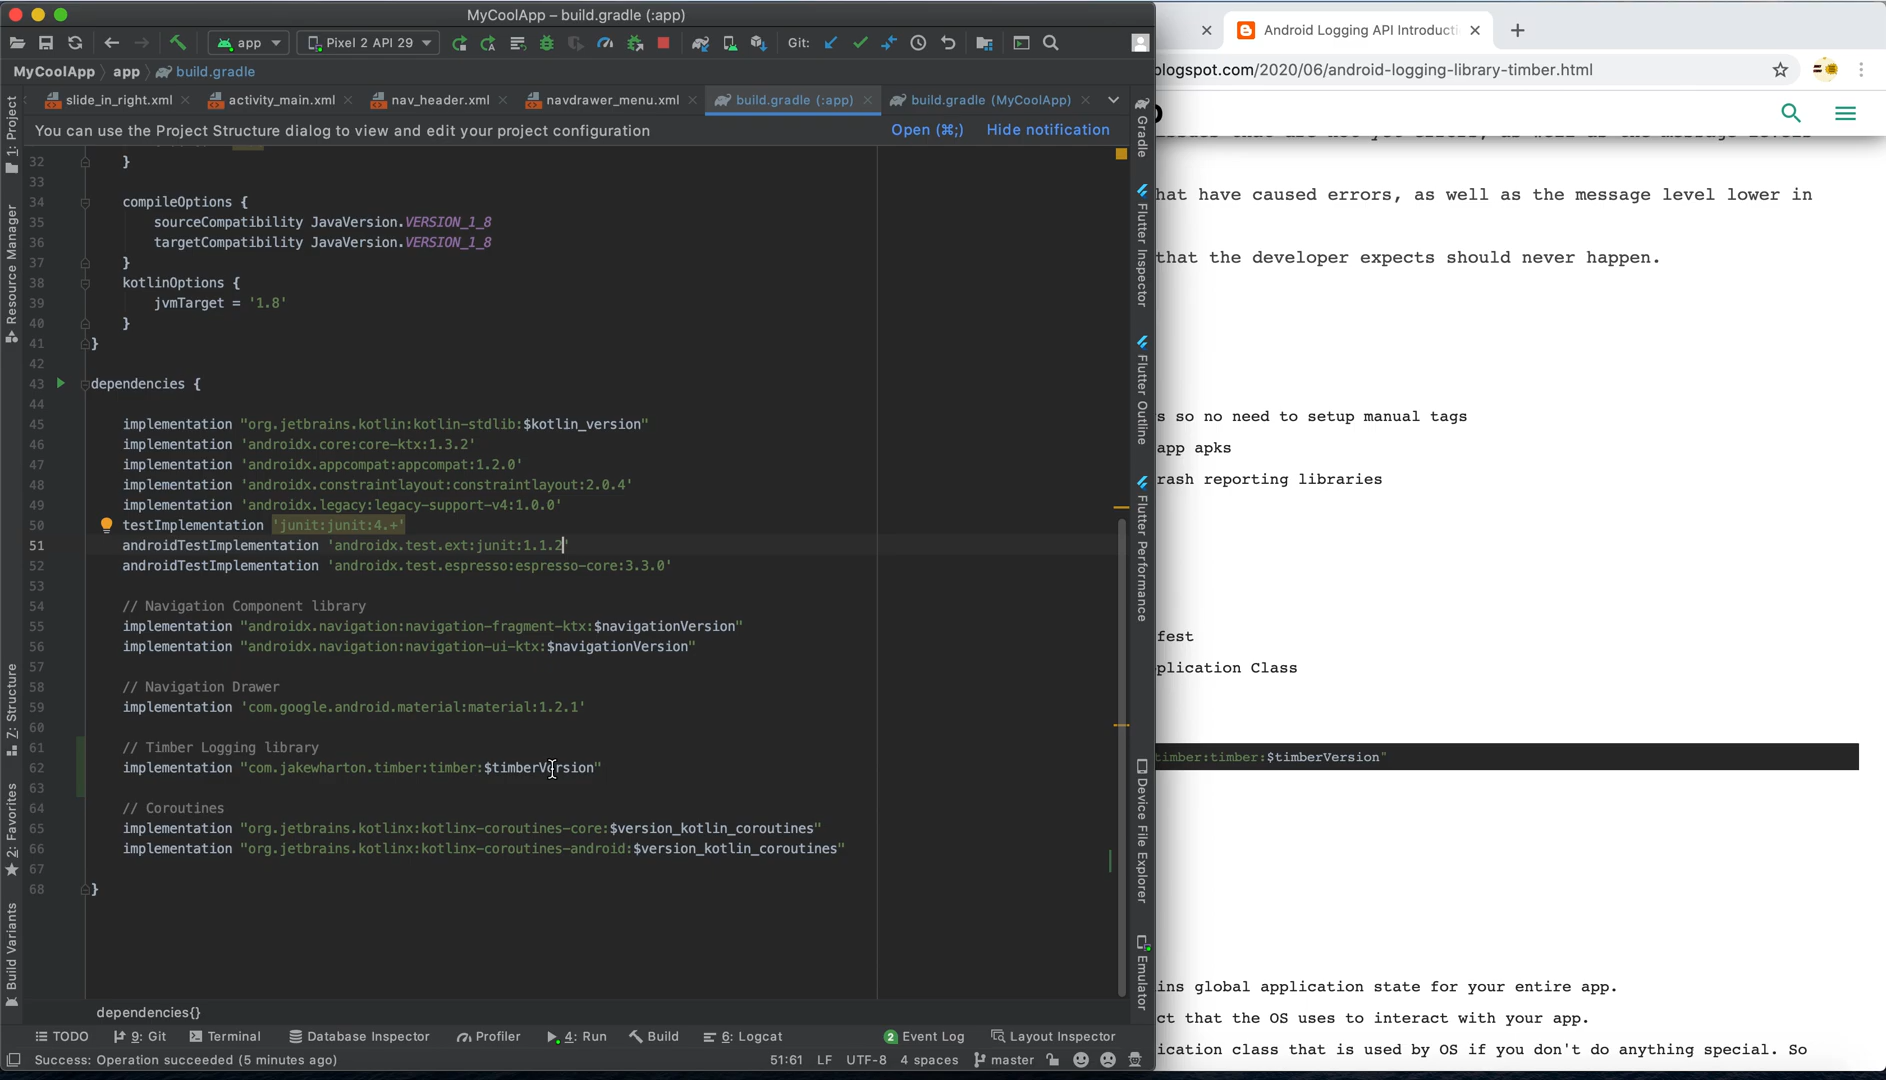 MyCoolApp – build.gradle (:app)
app
Pixel 2 API 29
Git:
MyCoolApp
app
build.gradle
slide_in_right.xml
activity_main.xml
nav_header.xml
navdrawer_menu.xml
build.gradle (:app)
build.gradle (MyCoolApp)
You can use the Project Structure dialog to view and edit your project configuration
Open (⌘;)
Hide notification
1: Project
Resource Manager
Z: Structure
2: Favorites
Build Variants
32 }
33
34 compileOptions {
35 sourceCompatibility JavaVersion.VERSION_1_8
36 targetCompatibility JavaVersion.VERSION_1_8
37 }
38 kotlinOptions {
39 jvmTarget = '1.8'
40 }
41 }
42
43 dependencies {
44
45 implementation "org.jetbrains.kotlin:kotlin-stdlib:$kotlin_version"
46 implementation 'androidx.core:core-ktx:1.3.2'
47 implementation 'androidx.appcompat:appcompat:1.2.0'
48 implementation 'androidx.constraintlayout:constraintlayout:2.0.4'
49 implementation 'androidx.legacy:legacy-support-v4:1.0.0'
50 testImplementation 'junit:junit:4.+'
51 androidTestImplementation 'androidx.test.ext:junit:1.1.2'
52 androidTestImplementation 'androidx.test.espresso:espresso-core:3.3.0'
53
54 // Navigation Component library
55 implementation "androidx.navigation:navigation-fragment-ktx:$navigationVersion"
56 implementation "androidx.navigation:navigation-ui-ktx:$navigationVersion"
57
58 // Navigation Drawer
59 implementation 'com.google.android.material:material:1.2.1'
60
61 // Timber Logging library
62 implementation "com.jakewharton.timber:timber:$timberVersion"
63
64 // Coroutines
65 implementation "org.jetbrains.kotlinx:kotlinx-coroutines-core:$version_kotlin_coroutines"
66 implementation "org.jetbrains.kotlinx:kotlinx-coroutines-android:$version_kotlin_coroutines"
67
68 }
dependencies{}
Gradle
Flutter Inspector
Flutter Outline
Flutter Performance
Device File Explorer
Emulator
TODO
9: Git
Terminal
Database Inspector
Profiler
4: Run
Build
6: Logcat
2 Event Log
Layout Inspector
Success: Operation succeeded (5 minutes ago)
51:61
LF
UTF-8
4 spaces
master
Android Logging API Introducti
blogspot.com/2020/06/android-logging-library-timber.html
hat have caused errors, as well as the message level lower in
that the developer expects should never happen.
s so no need to setup manual tags
app apks
rash reporting libraries
fest
plication Class
timber:timber:$timberVersion"
ins global application state for your entire app.
ct that the OS uses to interact with your app.
ication class that is used by OS if you don't do anything special. So